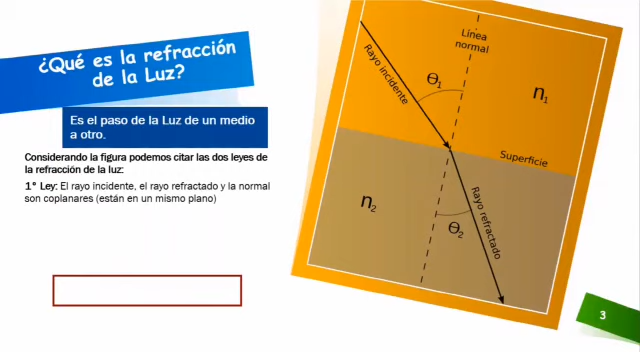 ¿Qué es la refracción
de la Luz?
Es el paso de la Luz de un medio
a otro.
Considerando la figura podemos citar las dos leyes de
la refracción de la luz:
1° Ley: El rayo incidente, el rayo refractado y la normal
son coplanares (están en un mismo plano)
Línea
normal
Rayo incidente
Θ1
n1
Superficie
n2
Θ2
Rayo refractado
3